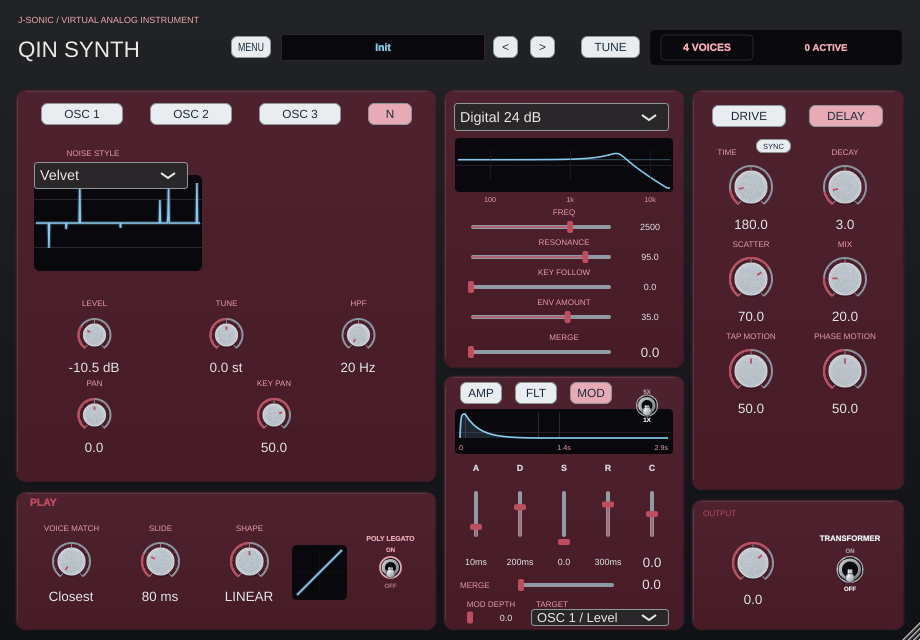 J-SONIC / VIRTUAL ANALOG INSTRUMENT
QIN SYNTH
MENU
Init
<
>
TUNE
4 VOICES
0 ACTIVE
OSC 1
OSC 2
OSC 3
N
NOISE STYLE
Velvet
LEVEL
TUNE
HPF
-10.5 dB
0.0 st
20 Hz
PAN
KEY PAN
0.0
50.0
Digital 24 dB
100
1k
10k
FREQ
2500
RESONANCE
95.0
KEY FOLLOW
0.0
ENV AMOUNT
35.0
MERGE
0.0
DRIVE
DELAY
SYNC
TIME
DECAY
180.0
3.0
SCATTER
MIX
70.0
20.0
TAP MOTION
PHASE MOTION
50.0
50.0
AMP
FLT
MOD
5X
1X
0
1.4s
2.9s
A
D
S
R
C
10ms
200ms
0.0
300ms
0.0
MERGE
0.0
MOD DEPTH
TARGET
0.0
OSC 1 / Level
PLAY
VOICE MATCH
SLIDE
SHAPE
Closest
80 ms
LINEAR
POLY LEGATO
ON
OFF
OUTPUT
0.0
TRANSFORMER
ON
OFF